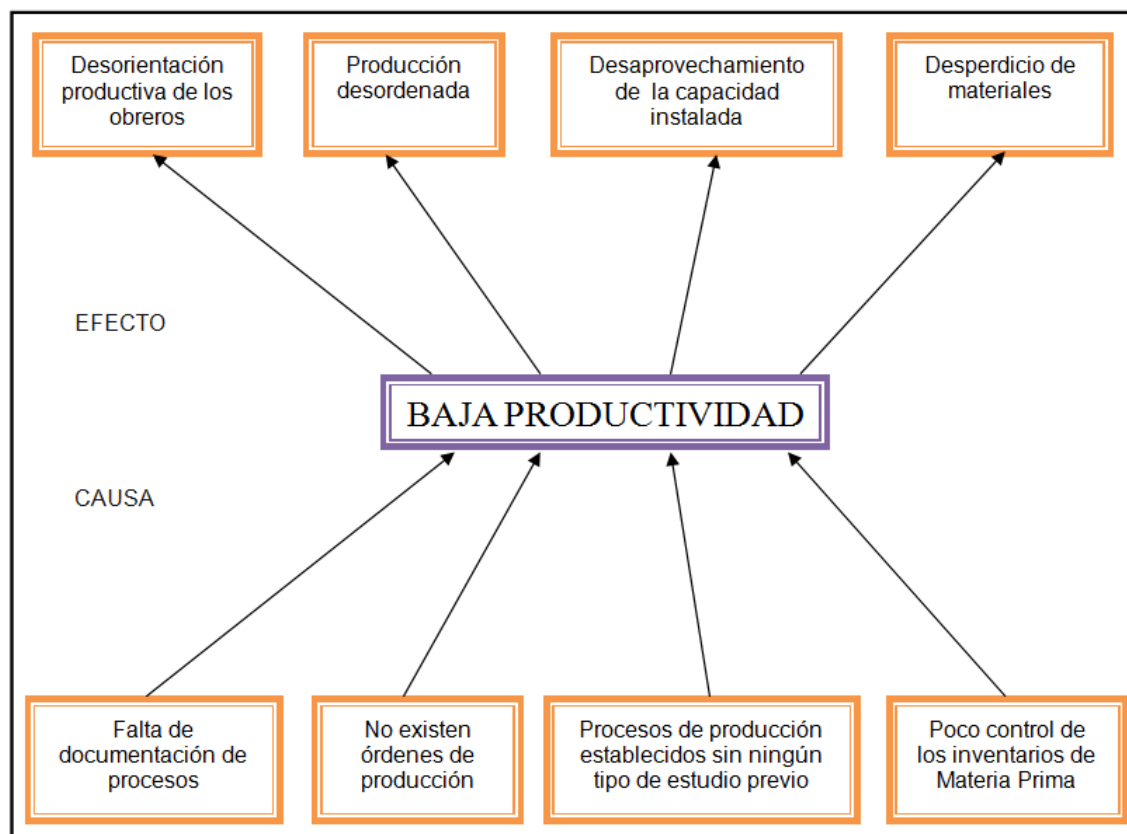 Desorientación
productiva de los
obreros
Producción
desordenada
Desaprovechamiento
de la capacidad
instalada
Desperdicio de
materiales
EFECTO
BAJA PRODUCTIVIDAD
CAUSA
Falta de
documentación de
procesos
No existen
órdenes de
producción
Procesos de producción
establecidos sin ningún
tipo de estudio previo
Poco control de
los inventarios de
Materia Prima